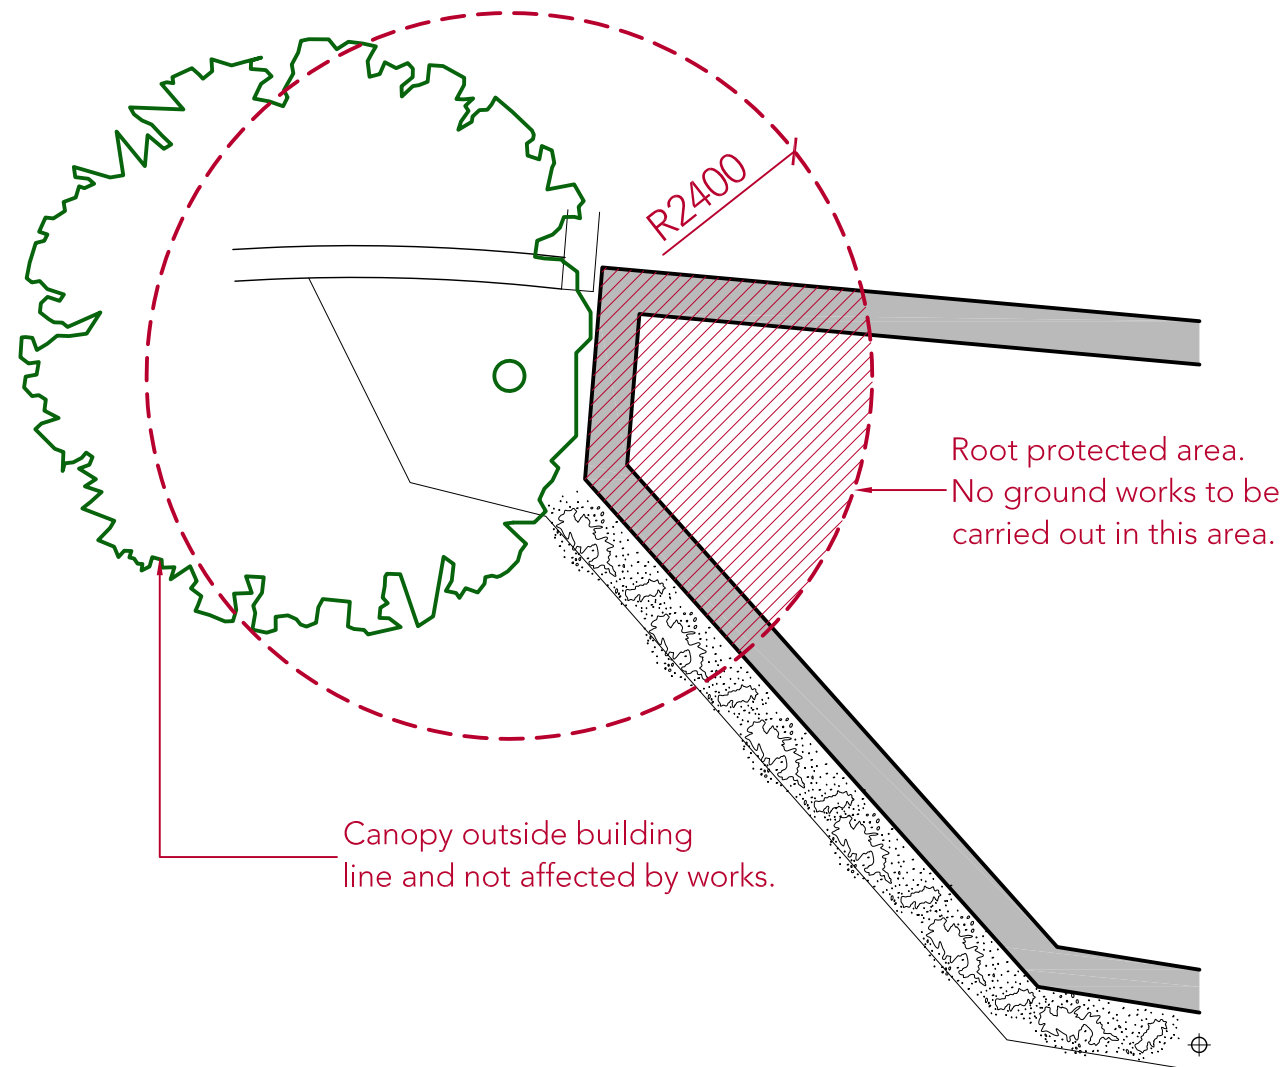 R2400
Root protected area.
No ground works to be
carried out in this area.
Canopy outside building
line and not affected by works.